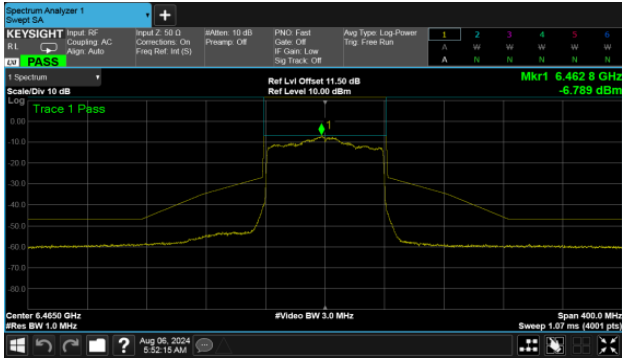 Spectrum Analyzer 1
Swept SA
+
KEYSIGHT
RL
LW PASS
Input: RF
Coupling: AC
Align: Auto
Input Z: 50 Ω
Corrections: On
Freq Ref: Int (S)
#Atten: 10 dB
Preamp: Off
PNO: Fast
Gate: Off
IF Gain: Low
Sig Track: Off
Avg Type: Log-Power
Trig: Free Run
1 2 3 4 5 6
A W W W W W
A N N N N N
1 Spectrum
Scale/Div 10 dB
Ref Lvl Offset 11.50 dB
Ref Level 10.00 dBm
Mkr1 6.462 8 GHz
-6.789 dBm
Log
Trace 1 Pass
1
0.00
-10.0
-20.0
-30.0
-40.0
-50.0
-60.0
-70.0
-80.0
Center 6.4650 GHz
#Res BW 1.0 MHz
#Video BW 3.0 MHz
Span 400.0 MHz
Sweep 1.07 ms (4001 pts)
?
Aug 06, 2024
5:52:15 AM